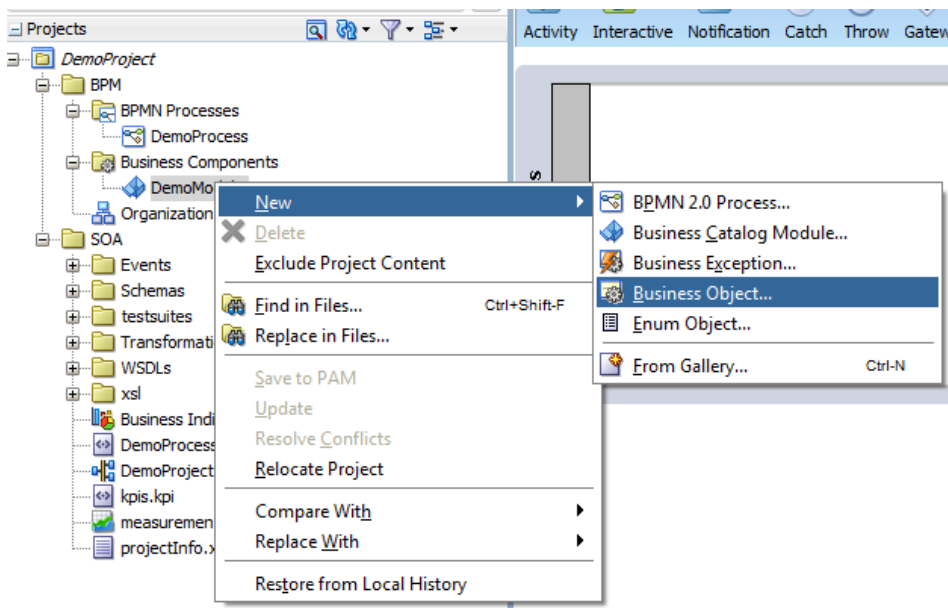 Projects
Activity Interactive Notification Catch Throw
DemoProject
BPM
BPMN Processes
DemoProcess
Business Components
Organization
SOA
Events
Schemas
testsuites
WSDLs
xsl
Business
DemoProcess
DemoProject
kpis.kpi
New
Delete
Exclude Project Content
Find in Files... Ctrl+Shift-F
Replace in Files...
Save to PAM
Update
Resolve Conflicts
Relocate Project
Compare With
Replace With
Restore from Local History
BPMN 2.0 Process...
Business Catalog Module...
Business Exception...
Business Object...
Enum Object...
From Gallery... Ctrl-N